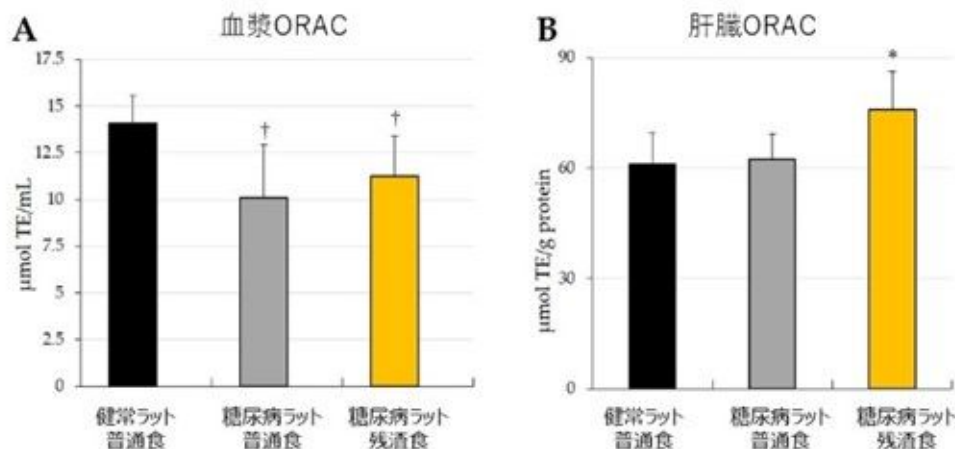 A
血漿ORAC
17.5
15
12.5
10
7.5
5
2.5
0
μmol TE/mL
†
†
健常ラット
普通食
糖尿病ラット
普通食
糖尿病ラット
残渣食
B
肝臓ORAC
90
60
30
0
μmol TE/g protein
*
健常ラット
普通食
糖尿病ラット
普通食
糖尿病ラット
残渣食